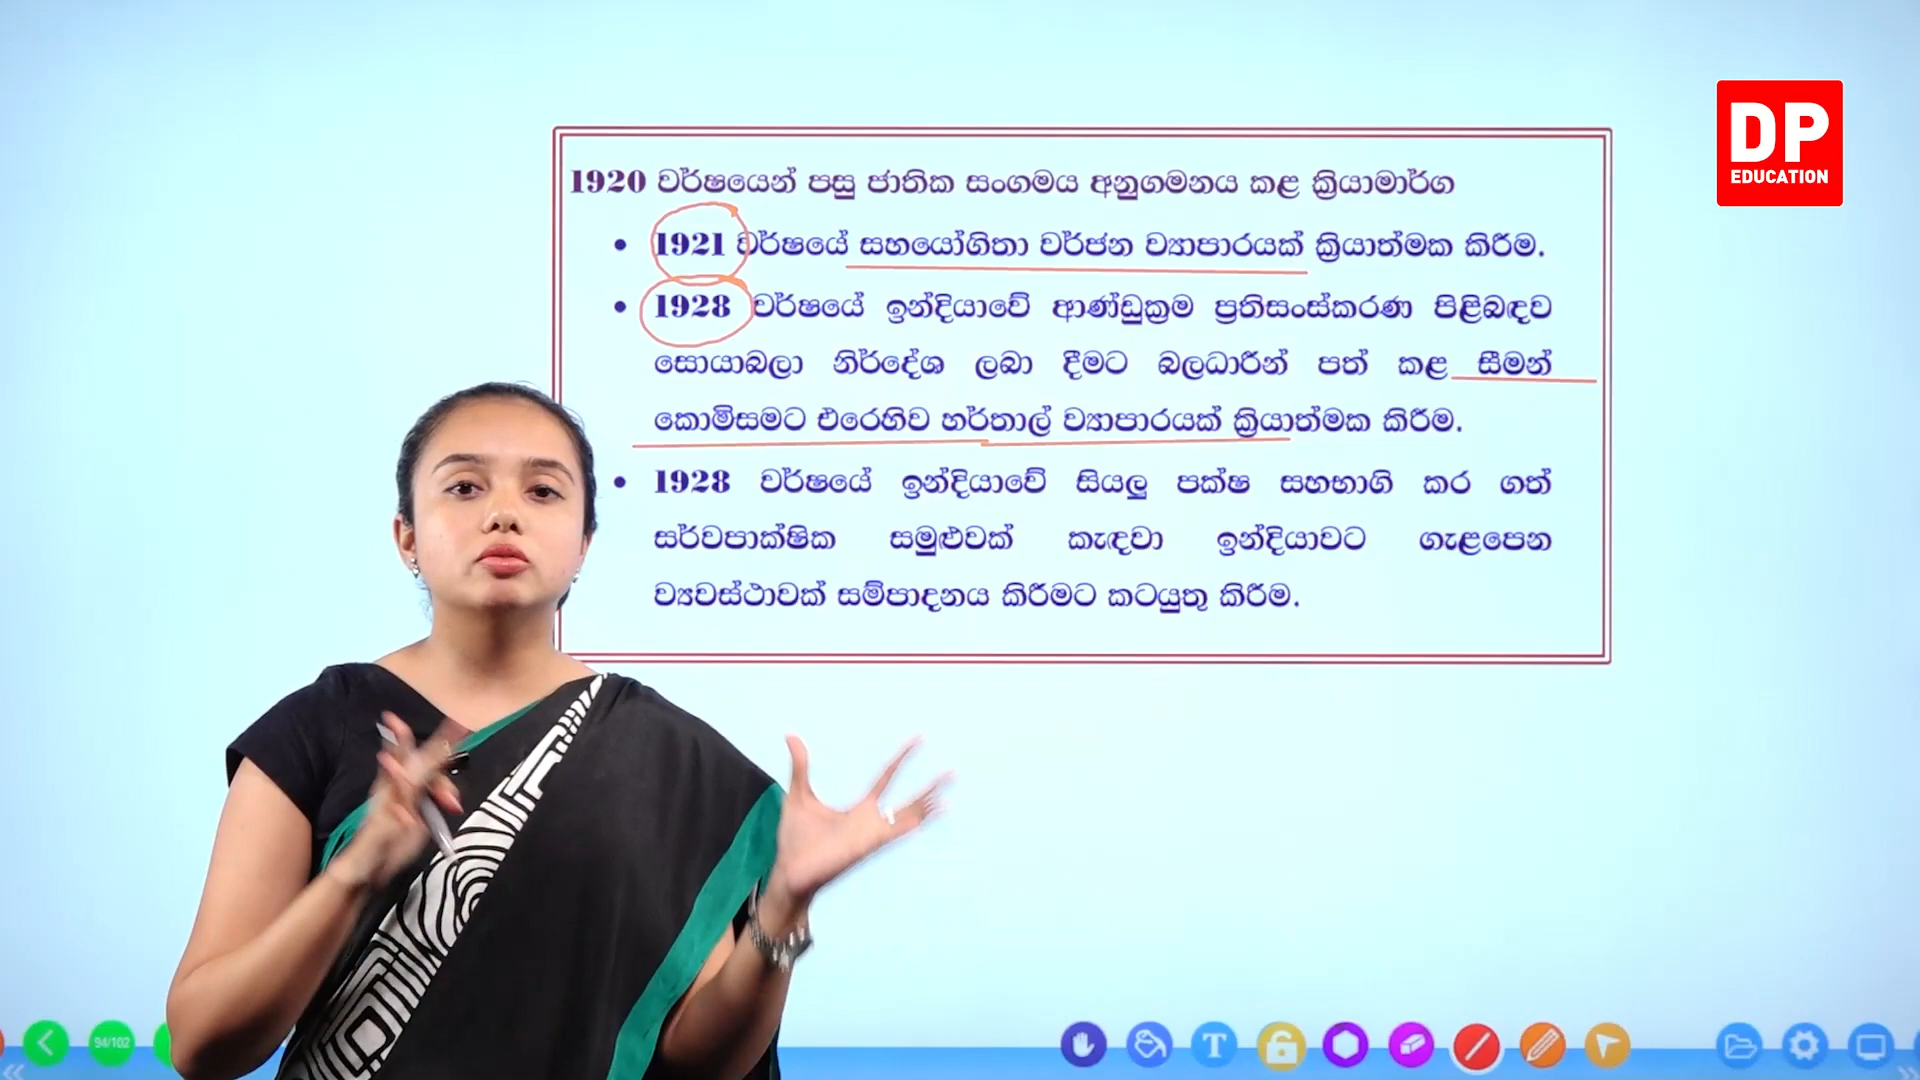 DP
EDUCATION
1920 වර්ෂයෙන් පසු ජාතික සංගමය අනුගමනය කළ ක්‍රියාමාර්ග
• 1921 වර්ෂයේ සහයෝගිතා වර්ජන ව්‍යාපාරයක් ක්‍රියාත්මක කිරීම.
• 1928 වර්ෂයේ ඉන්දියාවේ ආණ්ඩුක්‍රම ප්‍රතිසංස්කරණ පිළිබඳව
සොයාබලා නිර්දේශ ලබා දීමට බලධාරීන් පත් කළ සීමන්
කොමිසමට එරෙහිව හර්තාල් ව්‍යාපාරයක් ක්‍රියාත්මක කිරීම.
• 1928 වර්ෂයේ ඉන්දියාවේ සියලු පක්ෂ සහභාගි කර ගත්
සර්වපාක්ෂික සමුළුවක් කැඳවා ඉන්දියාවට ගැළපෙන
ව්‍යවස්ථාවක් සම්පාදනය කිරීමට කටයුතු කිරීම.
94/102
T